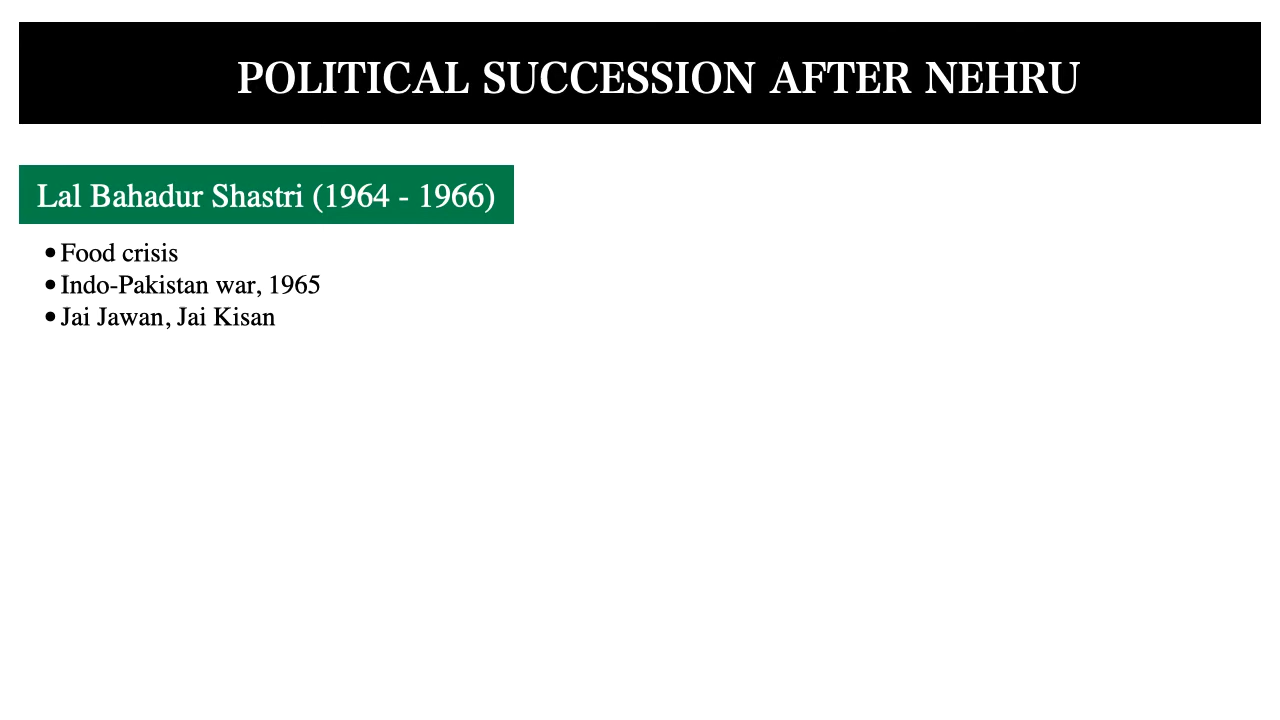 POLITICAL SUCCESSION AFTER NEHRU
Lal Bahadur Shastri (1964 - 1966)
• Food crisis
• Indo-Pakistan war, 1965
• Jai Jawan, Jai Kisan